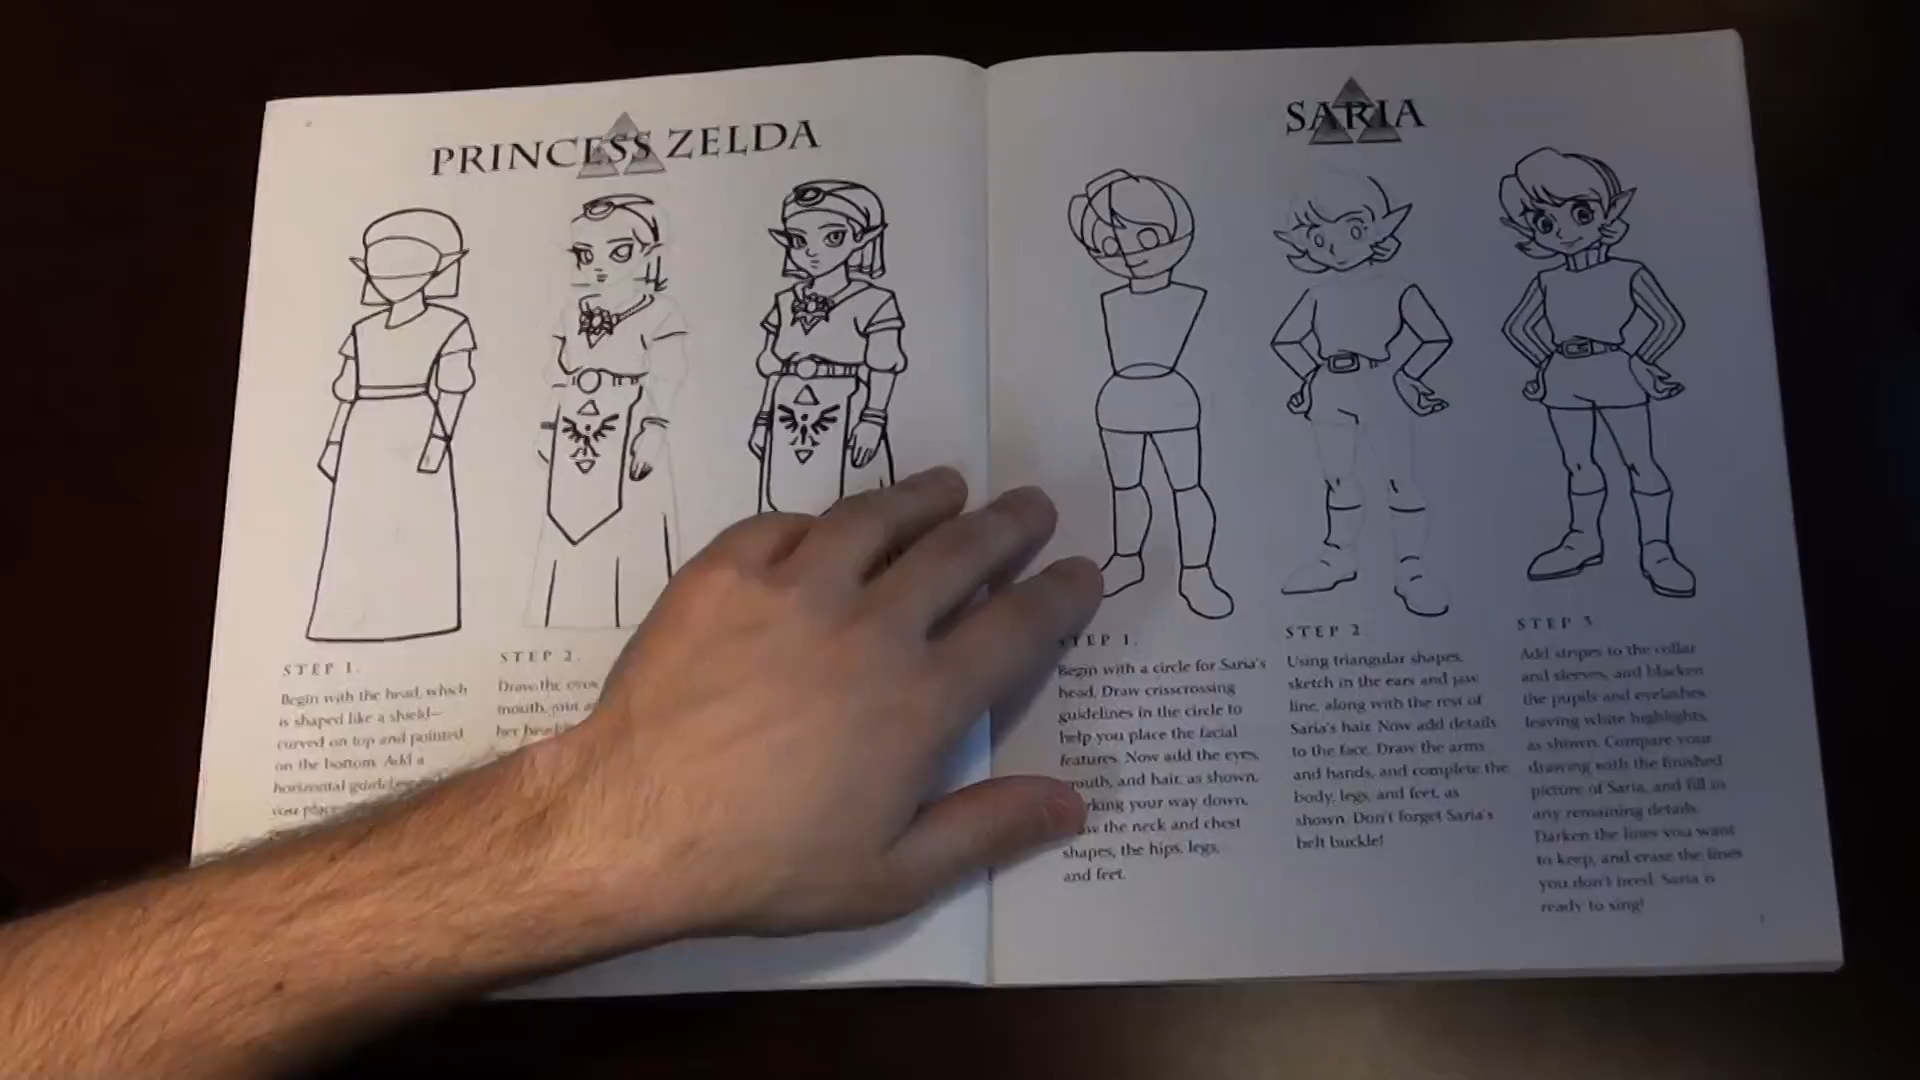 PRINCESS ZELDA
STEP 1.
Begin with the head, which
is shaped like a shield—
curved on top and pointed
on the bottom. Add a
horizontal
you place
STEP 2.
Draw the eyes,
mouth,
her
SARIA
STEP 1.
Begin with a circle for Saria's
head. Draw crisscrossing
guidelines in the circle to
help you place the facial
features. Now add the eyes,
mouth, and hair, as shown.
your way down,
the neck and chest
shapes, the hips, legs,
and feet.
STEP 2.
Using triangular shapes,
sketch in the ears and jaw
line, along with the rest of
Saria's hair. Now add details
to the face. Draw the arms
and hands, and complete the
body, legs, and feet, as
shown. Don't forget Saria's
belt buckle!
STEP 3.
Add stripes to the collar
and sleeves, and blacken
the pupils and eyelashes,
leaving white highlights,
as shown. Compare your
drawing with the finished
picture of Saria, and fill in
any remaining details.
Darken the lines you want
to keep, and erase the lines
you don't need. Saria is
ready to sing!